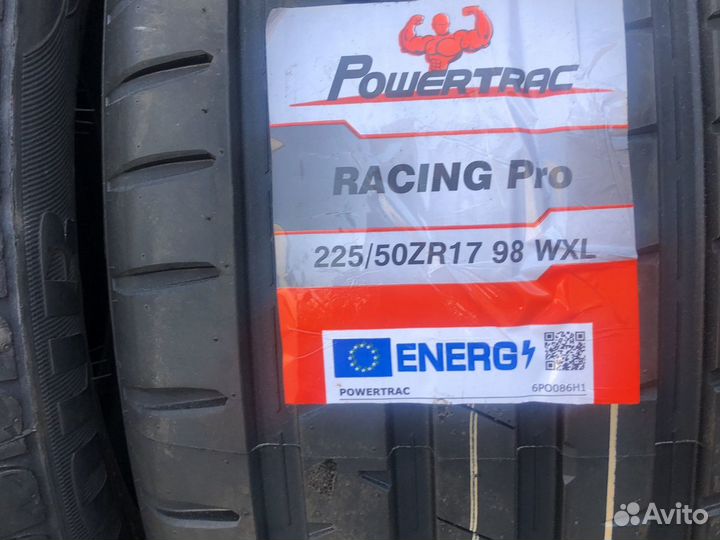 POWERTRAC
RACING Pro
225/50ZR17 98 WXL
ENERG
POWERTRAC
6PO086H1
Avito